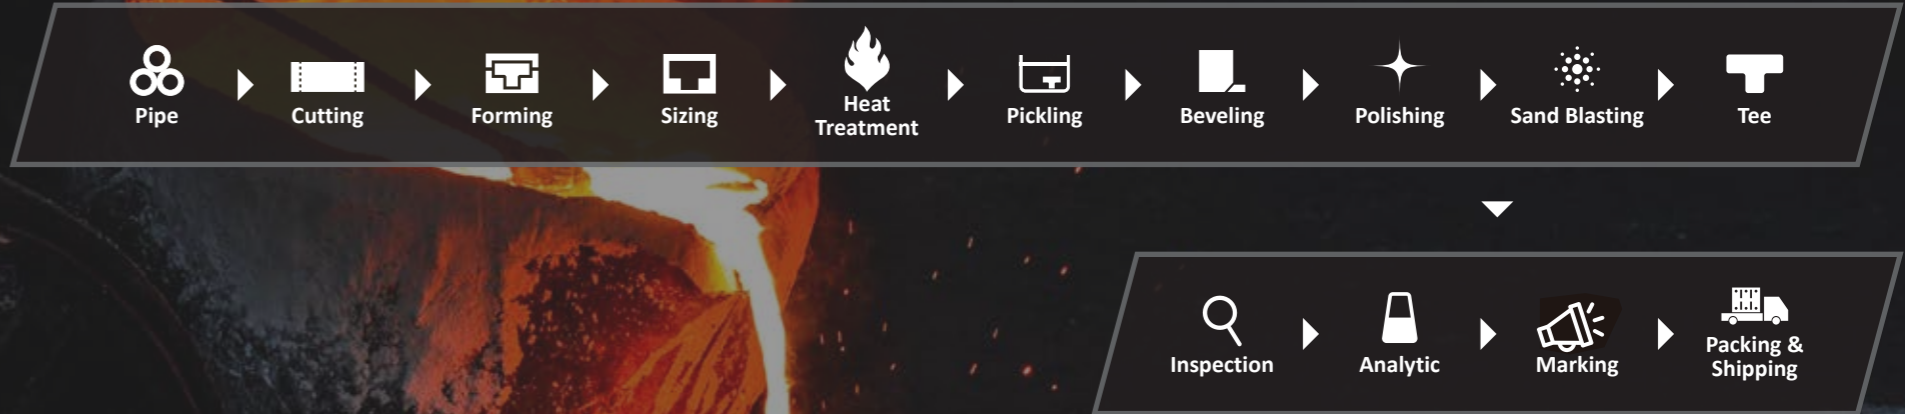 Pipe
Cutting
Forming
Sizing
Heat
Treatment
Pickling
Beveling
Polishing
Sand Blasting
Tee
Inspection
Analytic
Marking
Packing &
Shipping